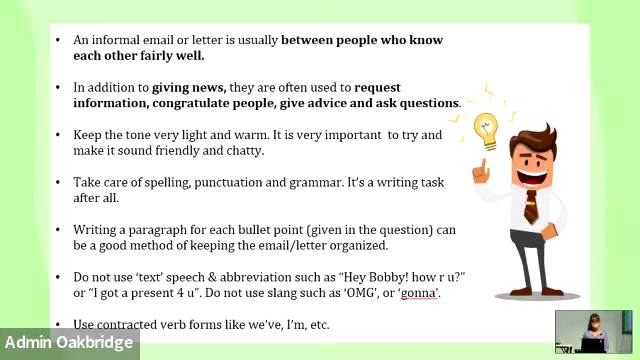 • An informal email or letter is usually between people who know
each other fairly well.
• In addition to giving news, they are often used to request
information, congratulate people, give advice and ask questions.
• Keep the tone very light and warm. It is very important to try and
make it sound friendly and chatty.
• Take care of spelling, punctuation and grammar. It's a writing task
after all.
• Writing a paragraph for each bullet point (given in the question) can
be a good method of keeping the email/letter organized.
• Do not use 'text' speech & abbreviation such as "Hey Bobby! how r u?"
or "I got a present 4 u". Do not use slang such as 'OMG', or 'gonna'.
• Use contracted verb forms like we've, I'm, etc.
Admin Oakbridge